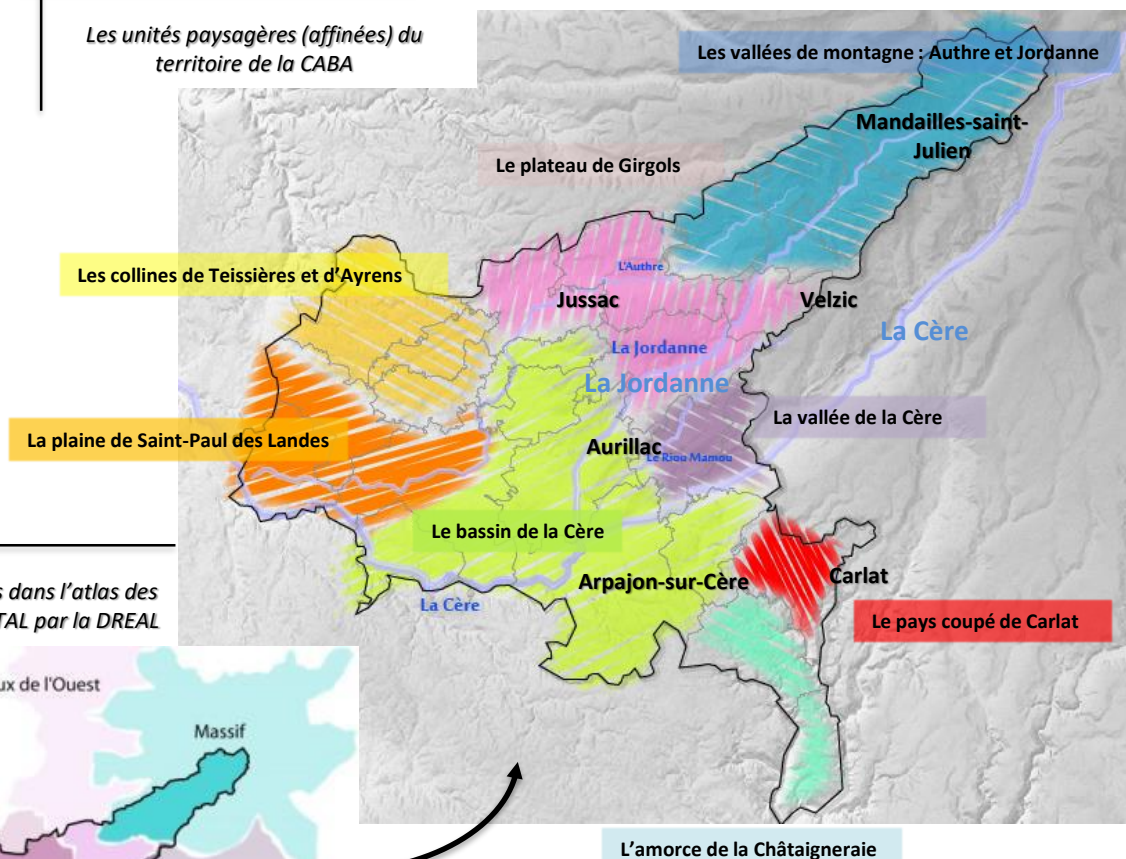 Les unités paysagères (affinées) du
territoire de la CABA
Les vallées de montagne : Authre et Jordanne
Mandailles-saint-
Julien
Le plateau de Girgols
Les collines de Teissières et d'Ayrens
L'Authre
Jussac
Velzic
La Cère
La Jordanne
La Jordanne
La vallée de la Cère
La plaine de Saint-Paul des Landes
Aurillac
Le Riou Mamou
Le bassin de la Cère
Arpajon-sur-Cère
Carlat
La Cère
Le pays coupé de Carlat
s dans l'atlas des
TAL par la DREAL
ux de l'Ouest
Massif
L'amorce de la Châtaigneraie